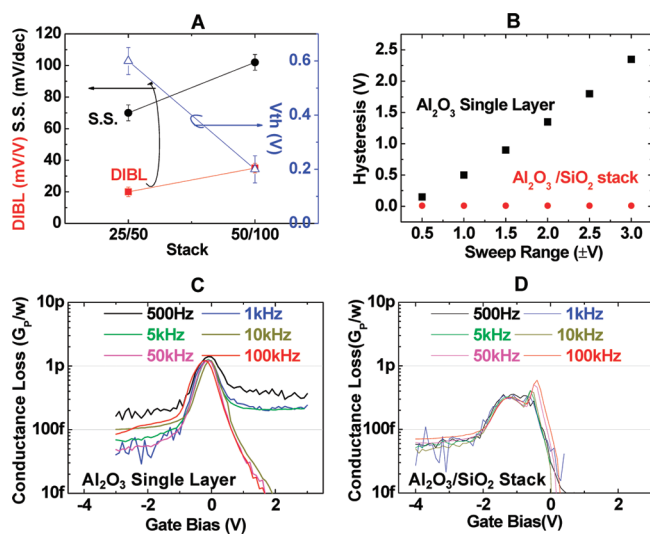 A
DIBL (mV/V) S.S. (mV/dec)
120
100
80
60
40
20
0
S.S.
DIBL
0.6
0.4
0.2
0.0
Vth (V)
25/50
50/100
Stack
B
Hysteresis (V)
2.5
2.0
1.5
1.0
0.5
0.0
Al₂O₃ Single Layer
Al₂O₃ /SiO₂ stack
0.5 1.0 1.5 2.0 2.5 3.0
Sweep Range (±V)
C
Conductance Loss (Gₚ/w)
10p
1p
100f
10f
500Hz 1kHz
5kHz 10kHz
50kHz 100kHz
Al₂O₃ Single Layer
-4 -2 0 2
Gate Bias (V)
D
Conductance Loss(Gₚ/w)
10p
1p
100f
10f
500Hz 1kHz
5kHz 10kHz
50kHz 100kHz
Al₂O₃/SiO₂ Stack
-4 -2 0 2
Gate Bias(V)